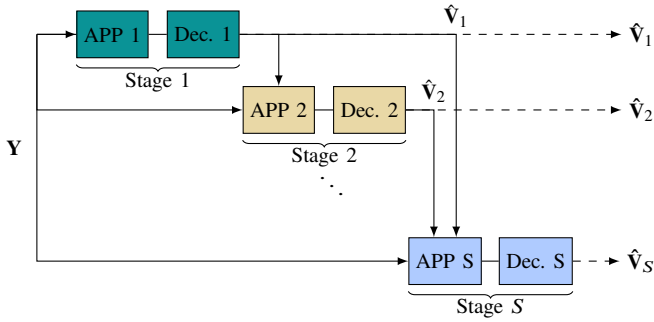 V̂₁
APP 1 Dec. 1 V̂₁
Stage 1
V̂₂
APP 2 Dec. 2 V̂₂
Stage 2
Y
⋱
APP S Dec. S V̂_S
Stage S